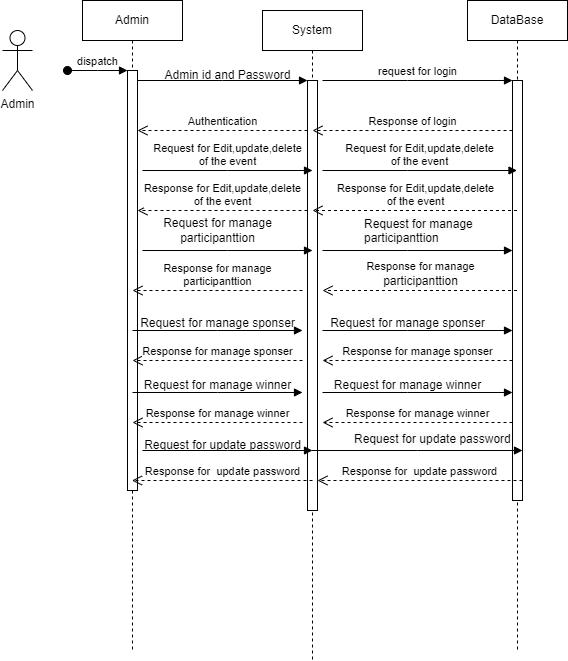 Admin
System
DataBase
Admin
dispatch
Admin id and Password
request for login
Authentication
Response of login
Request for Edit,update,delete
of the event
Request for Edit,update,delete
of the event
Response for Edit,update,delete
of the event
Response for Edit,update,delete
of the event
Request for manage
participanttion
Request for manage
participanttion
Response for manage
participanttion
Response for manage
participanttion
Request for manage sponser
Request for manage sponser
Response for manage sponser
Response for manage sponser
Request for manage winner
Request for manage winner
Response for manage winner
Response for manage winner
Request for update password
Request for update password
Response for  update password
Response for  update password